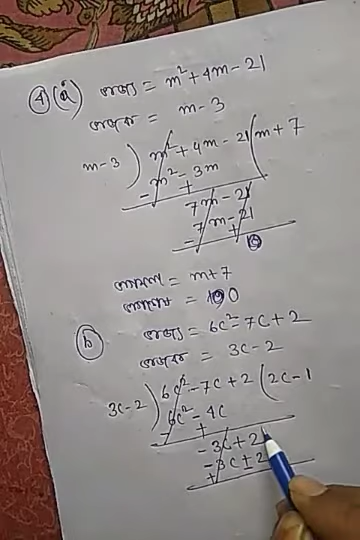 ④ (a) ভাজ্য = m² + 4m - 21
ভাজক = m - 3
m - 3 ) m² + 4m - 21 ( m + 7
m² - 3m
- +
7m - 21
7m - 21
- +
0
ভাগফল = m + 7
ভাগশেষ = 0
(b) ভাজ্য = 6c² - 7c + 2
ভাজক = 3c - 2
3c - 2 ) 6c² - 7c + 2 ( 2c - 1
6c² - 4c
- +
- 3c + 2
- 3c ± 2
+